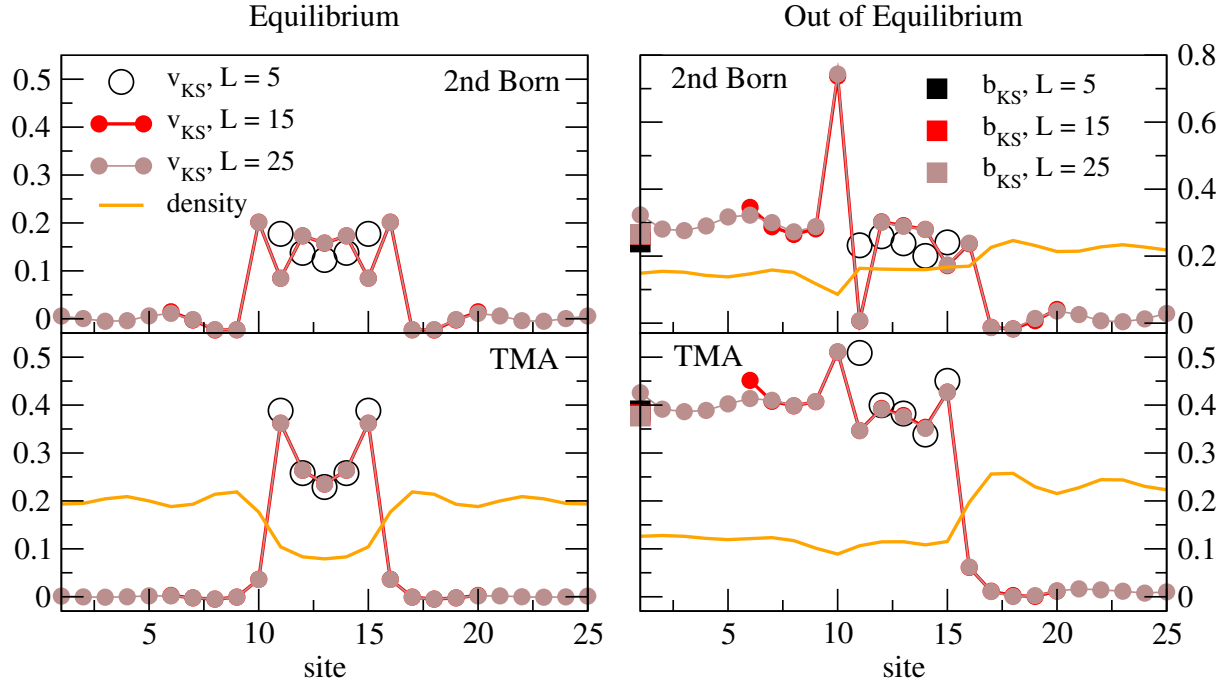 Equilibrium
Out of Equilibrium
0.5
0.4
0.3
0.2
0.1
0
v_KS, L = 5
v_KS, L = 15
v_KS, L = 25
density
2nd Born
2nd Born
b_KS, L = 5
b_KS, L = 15
b_KS, L = 25
0.8
0.6
0.4
0.2
0
TMA
0.5
0.4
0.3
0.2
0.1
0
5
10
15
20
25
site
TMA
0.5
0.4
0.3
0.2
0.1
0
5
10
15
20
25
site